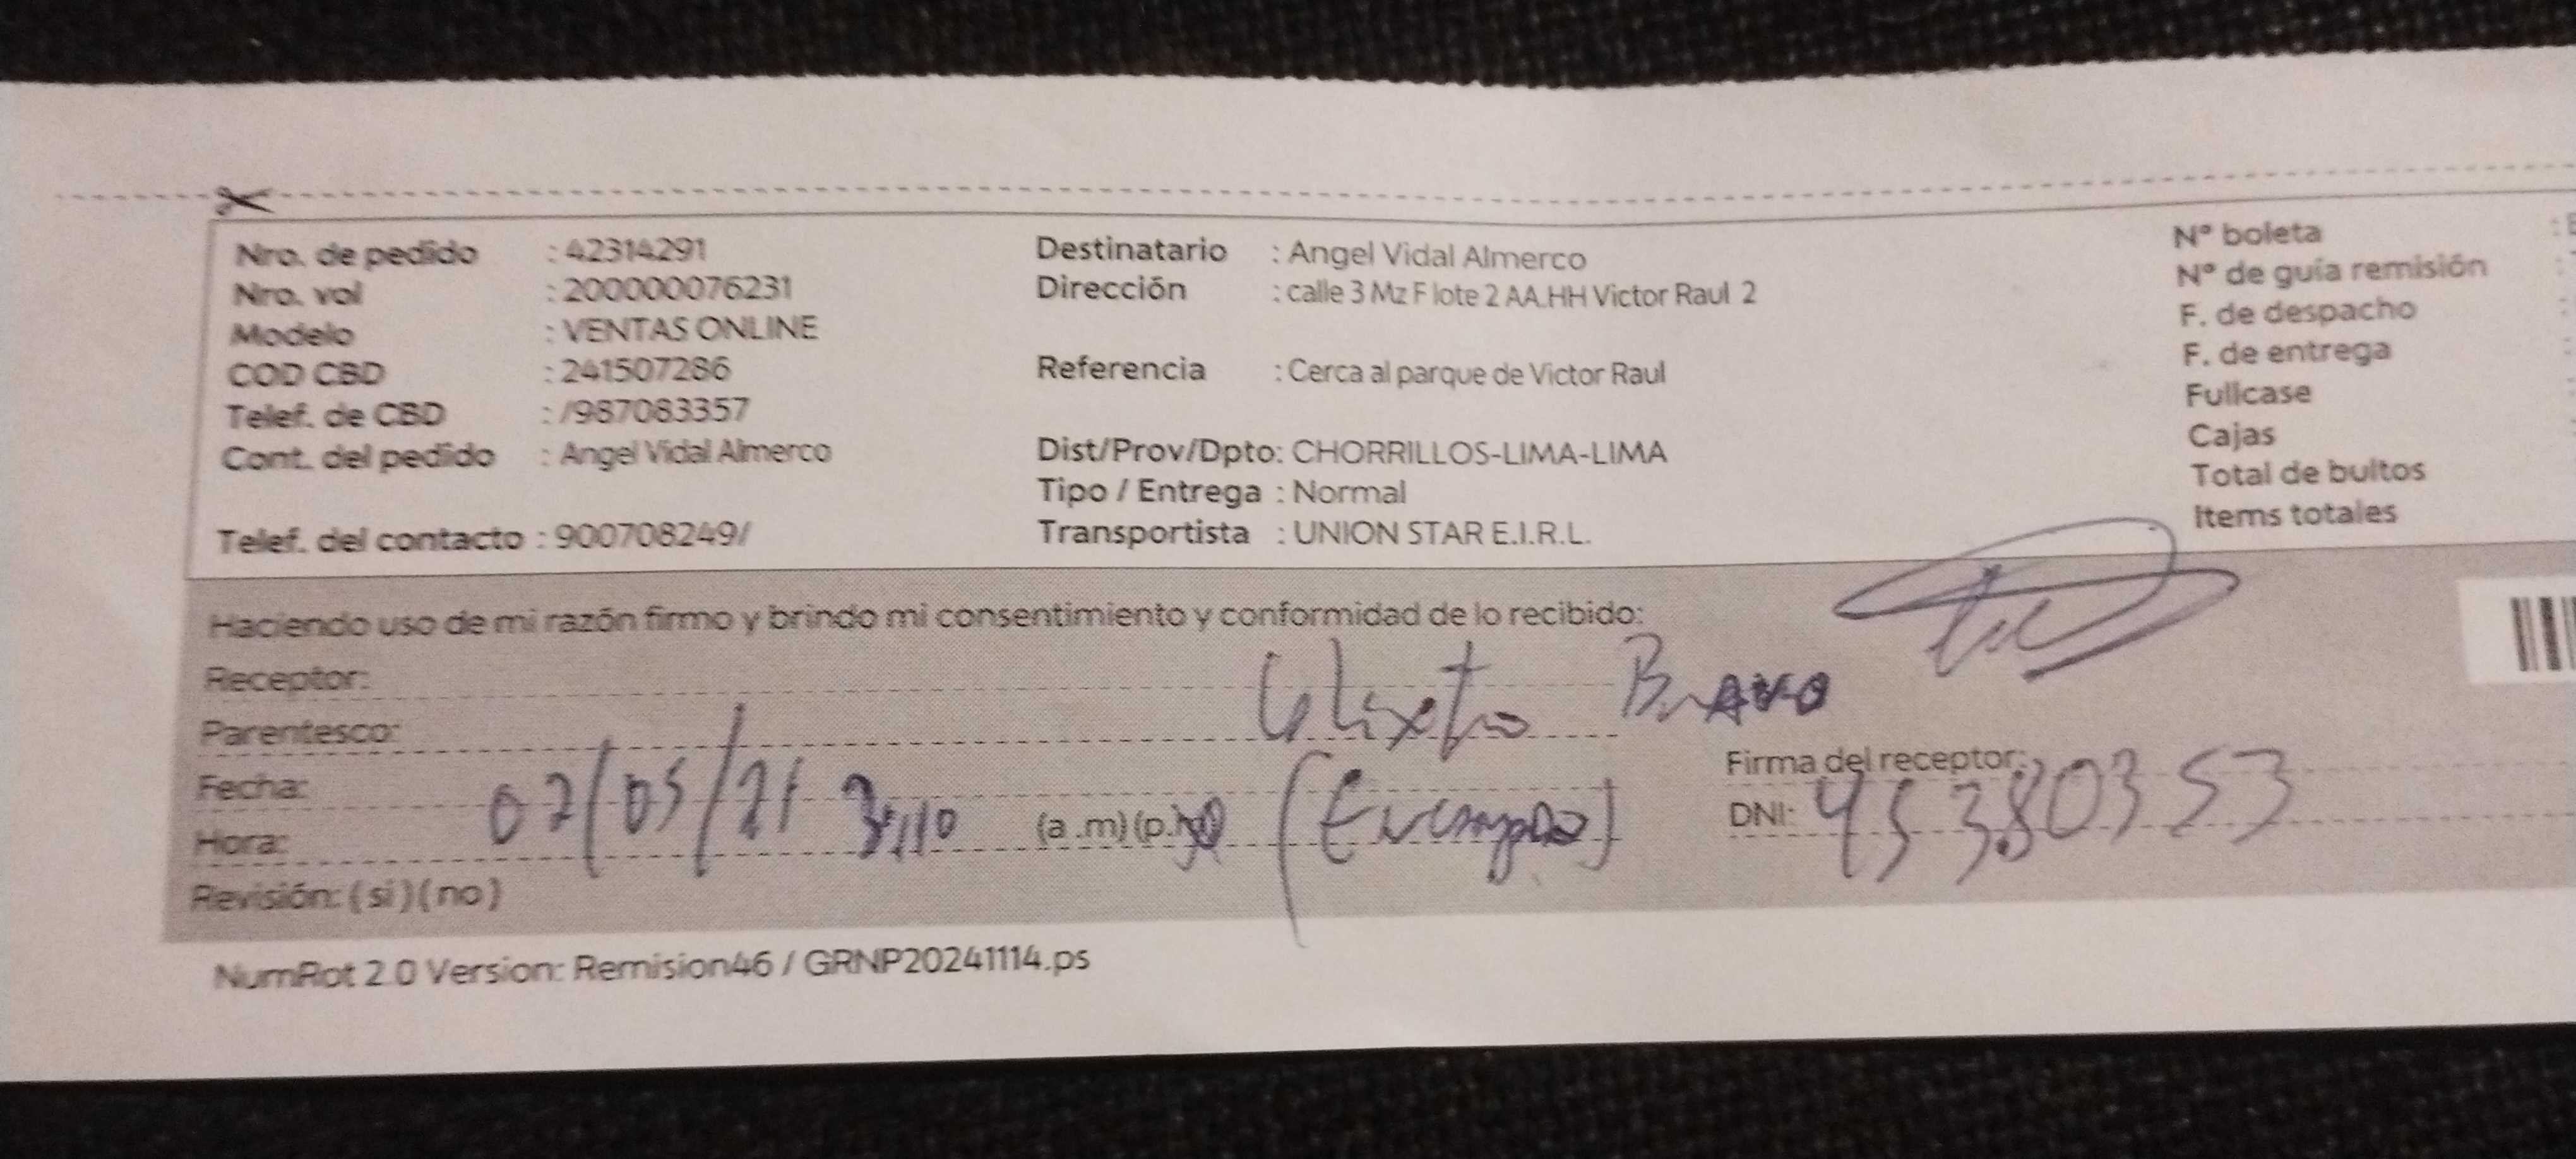 Nro. de pedido : 42314291
Nro. vol : 200000076231
Modelo : VENTAS ONLINE
COD CBD : 241507286
Telef. de CBD : /987083357
Cont. del pedido : Angel Vidal Almerco
Telef. del contacto : 900708249/
Destinatario : Angel Vidal Almerco
Dirección : calle 3 Mz F lote 2 AA.HH Victor Raul 2
Referencia : Cerca al parque de Victor Raul
Dist/Prov/Dpto: CHORRILLOS-LIMA-LIMA
Tipo / Entrega : Normal
Transportista : UNION STAR E.I.R.L.
N° boleta :
N° de guía remisión :
F. de despacho
F. de entrega
Fullcase
Cajas
Total de bultos
Items totales
Haciendo uso de mi razón firmo y brindo mi consentimiento y conformidad de lo recibido:
Receptor: Bravo
Parentesco:
Fecha: 02/05/21
Hora: (a .m) (p.
Firma del receptor:
DNI: 45380353
Revisión: (si) (no)
NumRot 2.0 Version: Remision46 / GRNP20241114.ps